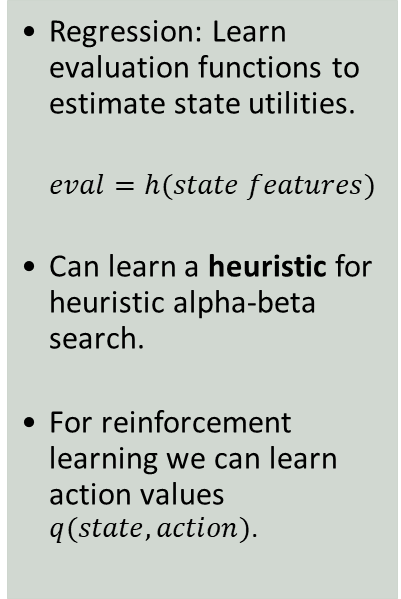 • Regression: Learn
evaluation functions to
estimate state utilities.
eval = h(state features)
• Can learn a heuristic for
heuristic alpha-beta
search.
• For reinforcement
learning we can learn
action values
q(state, action).